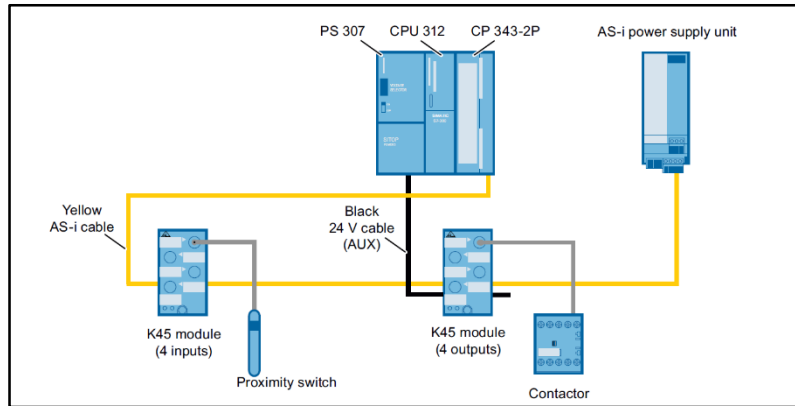 PS 307
CPU 312
CP 343-2P
AS-i power supply unit
Yellow
AS-i cable
Black
24 V cable
(AUX)
K45 module
(4 inputs)
Proximity switch
K45 module
(4 outputs)
Contactor